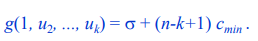 g(1, u₂, ..., uₖ) = σ + (n-k+1) cₘᵢₙ .